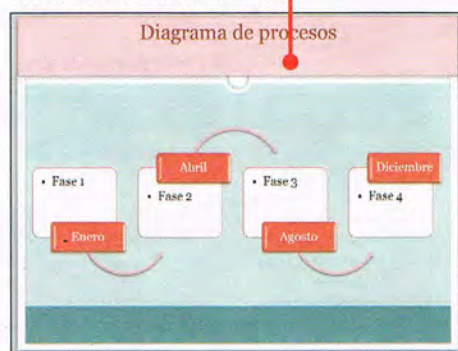 Diagrama de procesos
• Fase 1
Enero
Abril
• Fase 2
• Fase 3
Agosto
Diciembre
• Fase 4